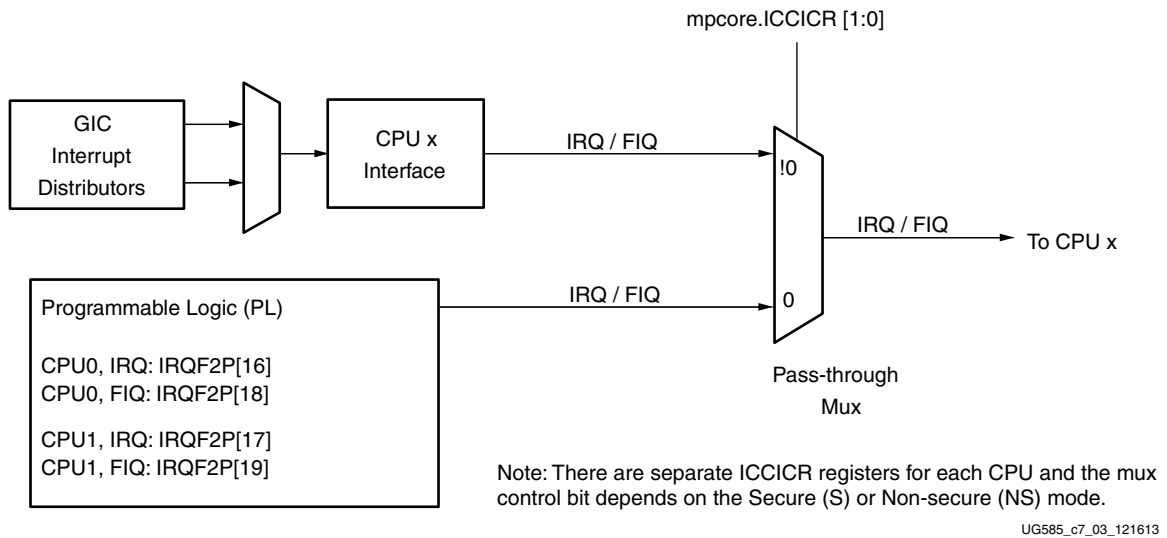 mpcore.ICCICR [1:0]
GIC
Interrupt
Distributors
CPU x
Interface
IRQ / FIQ
!0
IRQ / FIQ
To CPU x
Programmable Logic (PL)
IRQ / FIQ
0
CPU0, IRQ: IRQF2P[16]
CPU0, FIQ: IRQF2P[18]
CPU1, IRQ: IRQF2P[17]
CPU1, FIQ: IRQF2P[19]
Pass-through
Mux
Note: There are separate ICCICR registers for each CPU and the mux
control bit depends on the Secure (S) or Non-secure (NS) mode.
UG585_c7_03_121613